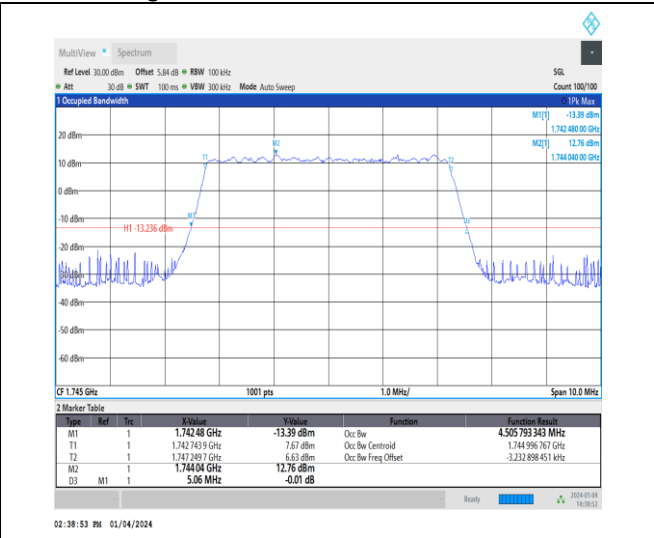 MultiView Spectrum
Ref Level 30.00 dBm Offset 5.84 dB RBW 100 kHz SGL
Att 30 dB SWT 100 ms VBW 300 kHz Mode Auto Sweep Count 100/100
1 Occupied Bandwidth 1Pk Max
M1[1] -13.39 dBm
1.742 480 00 GHz
M2[1] 12.76 dBm
1.744 040 00 GHz
20 dBm
M2
T1 T2
10 dBm
0 dBm
-10 dBm
M1
H1 -13.236 dBm
-20 dBm
-30 dBm
-40 dBm
-50 dBm
-60 dBm
CF 1.745 GHz 1001 pts 1.0 MHz/ Span 10.0 MHz
2 Marker Table
Type Ref Trc X-Value Y-Value Function Function Result
M1 1 1.742 48 GHz -13.39 dBm Occ Bw 4.505 793 343 MHz
T1 1 1.742 743 9 GHz 7.67 dBm Occ Bw Centroid 1.744 996 767 GHz
T2 1 1.747 249 7 GHz 6.63 dBm Occ Bw Freq Offset -3.232 898 451 kHz
M2 1 1.744 04 GHz 12.76 dBm
D3 M1 1 5.06 MHz -0.01 dB
Ready 2024-01-04
14:38:52
02:38:53 PM 01/04/2024